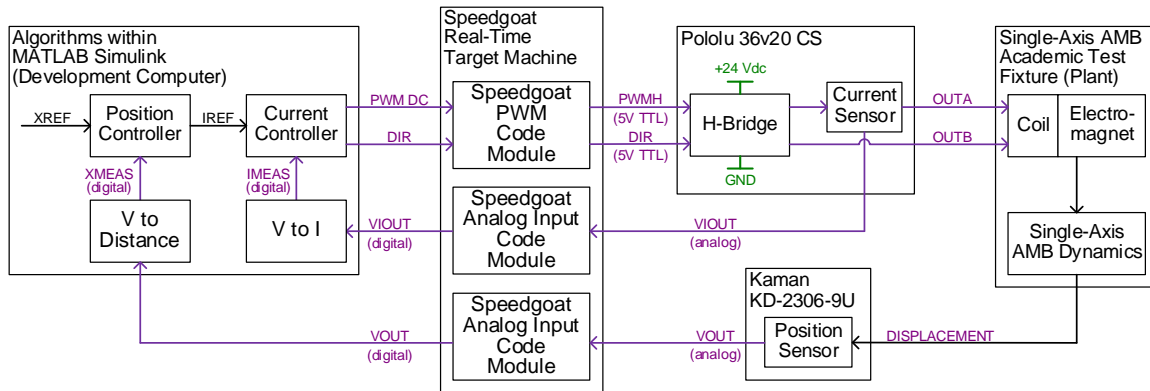 Algorithms within
MATLAB Simulink
(Development Computer)
XREF
Position
Controller
IREF
Current
Controller
XMEAS
(digital)
IMEAS
(digital)
V to
Distance
V to I
PWM DC
DIR
VIOUT
(digital)
VOUT
(digital)
Speedgoat
Real-Time
Target Machine
Speedgoat
PWM
Code
Module
Speedgoat
Analog Input
Code
Module
Speedgoat
Analog Input
Code
Module
PWMH
(5V TTL)
DIR
(5V TTL)
VIOUT
(analog)
VOUT
(analog)
Pololu 36v20 CS
+24 Vdc
H-Bridge
GND
Current
Sensor
OUTA
OUTB
Kaman
KD-2306-9U
Position
Sensor
DISPLACEMENT
Single-Axis AMB
Academic Test
Fixture (Plant)
Coil
Electro-
magnet
Single-Axis
AMB Dynamics